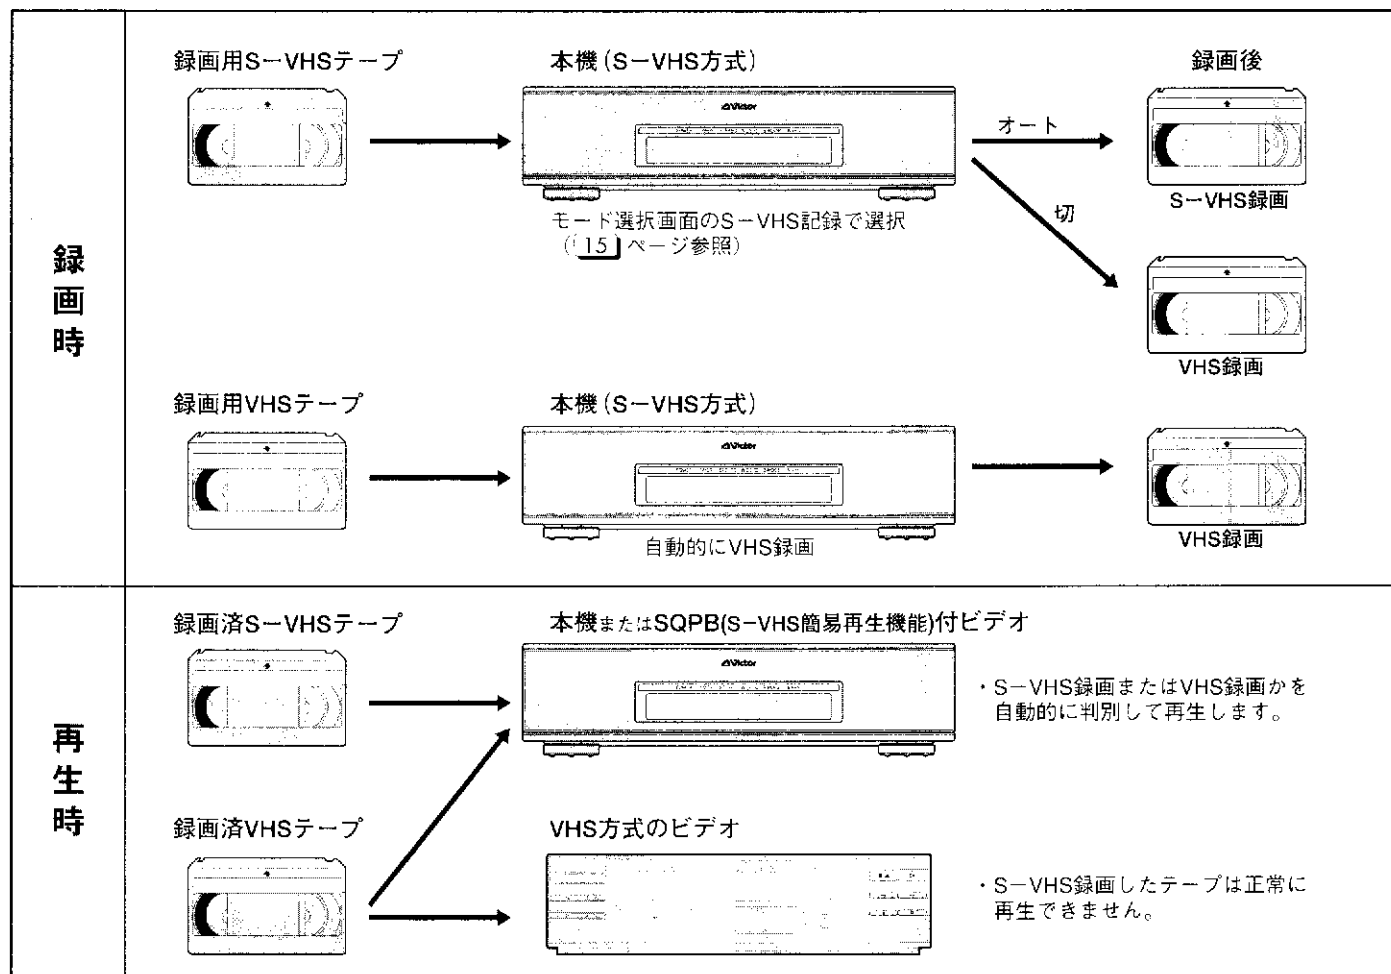 録画時
録画用S－VHSテープ
本機(S－VHS方式)
録画後
Victor
オート
S－VHS録画
切
モード選択画面のS－VHS記録で選択
(15ページ参照)
VHS録画
録画用VHSテープ
本機(S－VHS方式)
Victor
自動的にVHS録画
VHS録画
再生時
録画済S－VHSテープ
本機またはSQPB(S－VHS簡易再生機能)付ビデオ
Victor
・S－VHS録画またはVHS録画かを
自動的に判別して再生します。
録画済VHSテープ
VHS方式のビデオ
・S－VHS録画したテープは正常に
再生できません。